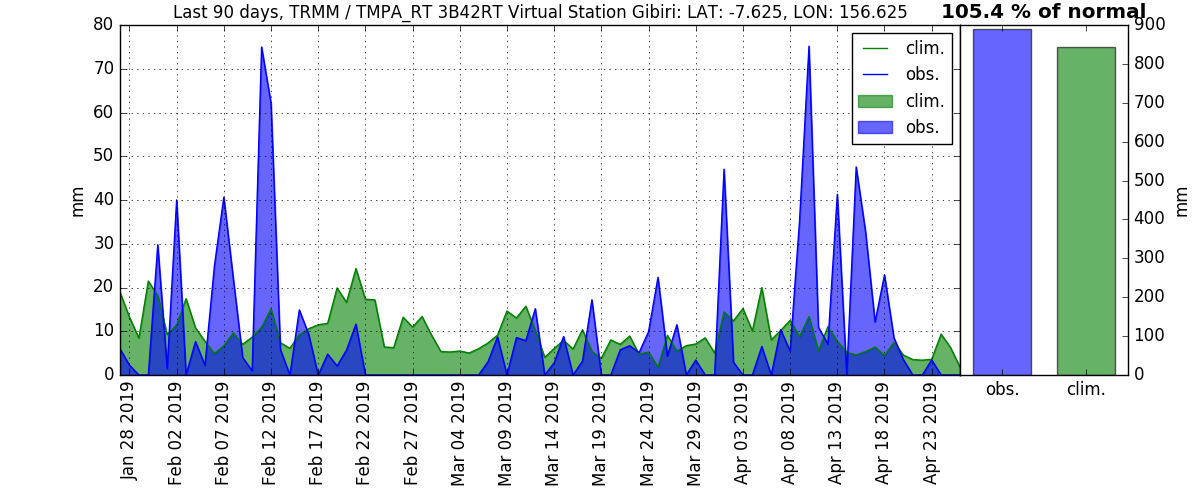 Last 90 days, TRMM / TMPA_RT 3B42RT Virtual Station Gibiri: LAT: -7.625, LON: 156.625
105.4 % of normal
80
70
60
50
40
30
20
10
0
mm
clim.
obs.
clim.
obs.
900
800
700
600
500
400
300
200
100
0
mm
Jan 28 2019
Feb 02 2019
Feb 07 2019
Feb 12 2019
Feb 17 2019
Feb 22 2019
Feb 27 2019
Mar 04 2019
Mar 09 2019
Mar 14 2019
Mar 19 2019
Mar 24 2019
Mar 29 2019
Apr 03 2019
Apr 08 2019
Apr 13 2019
Apr 18 2019
Apr 23 2019
obs.
clim.